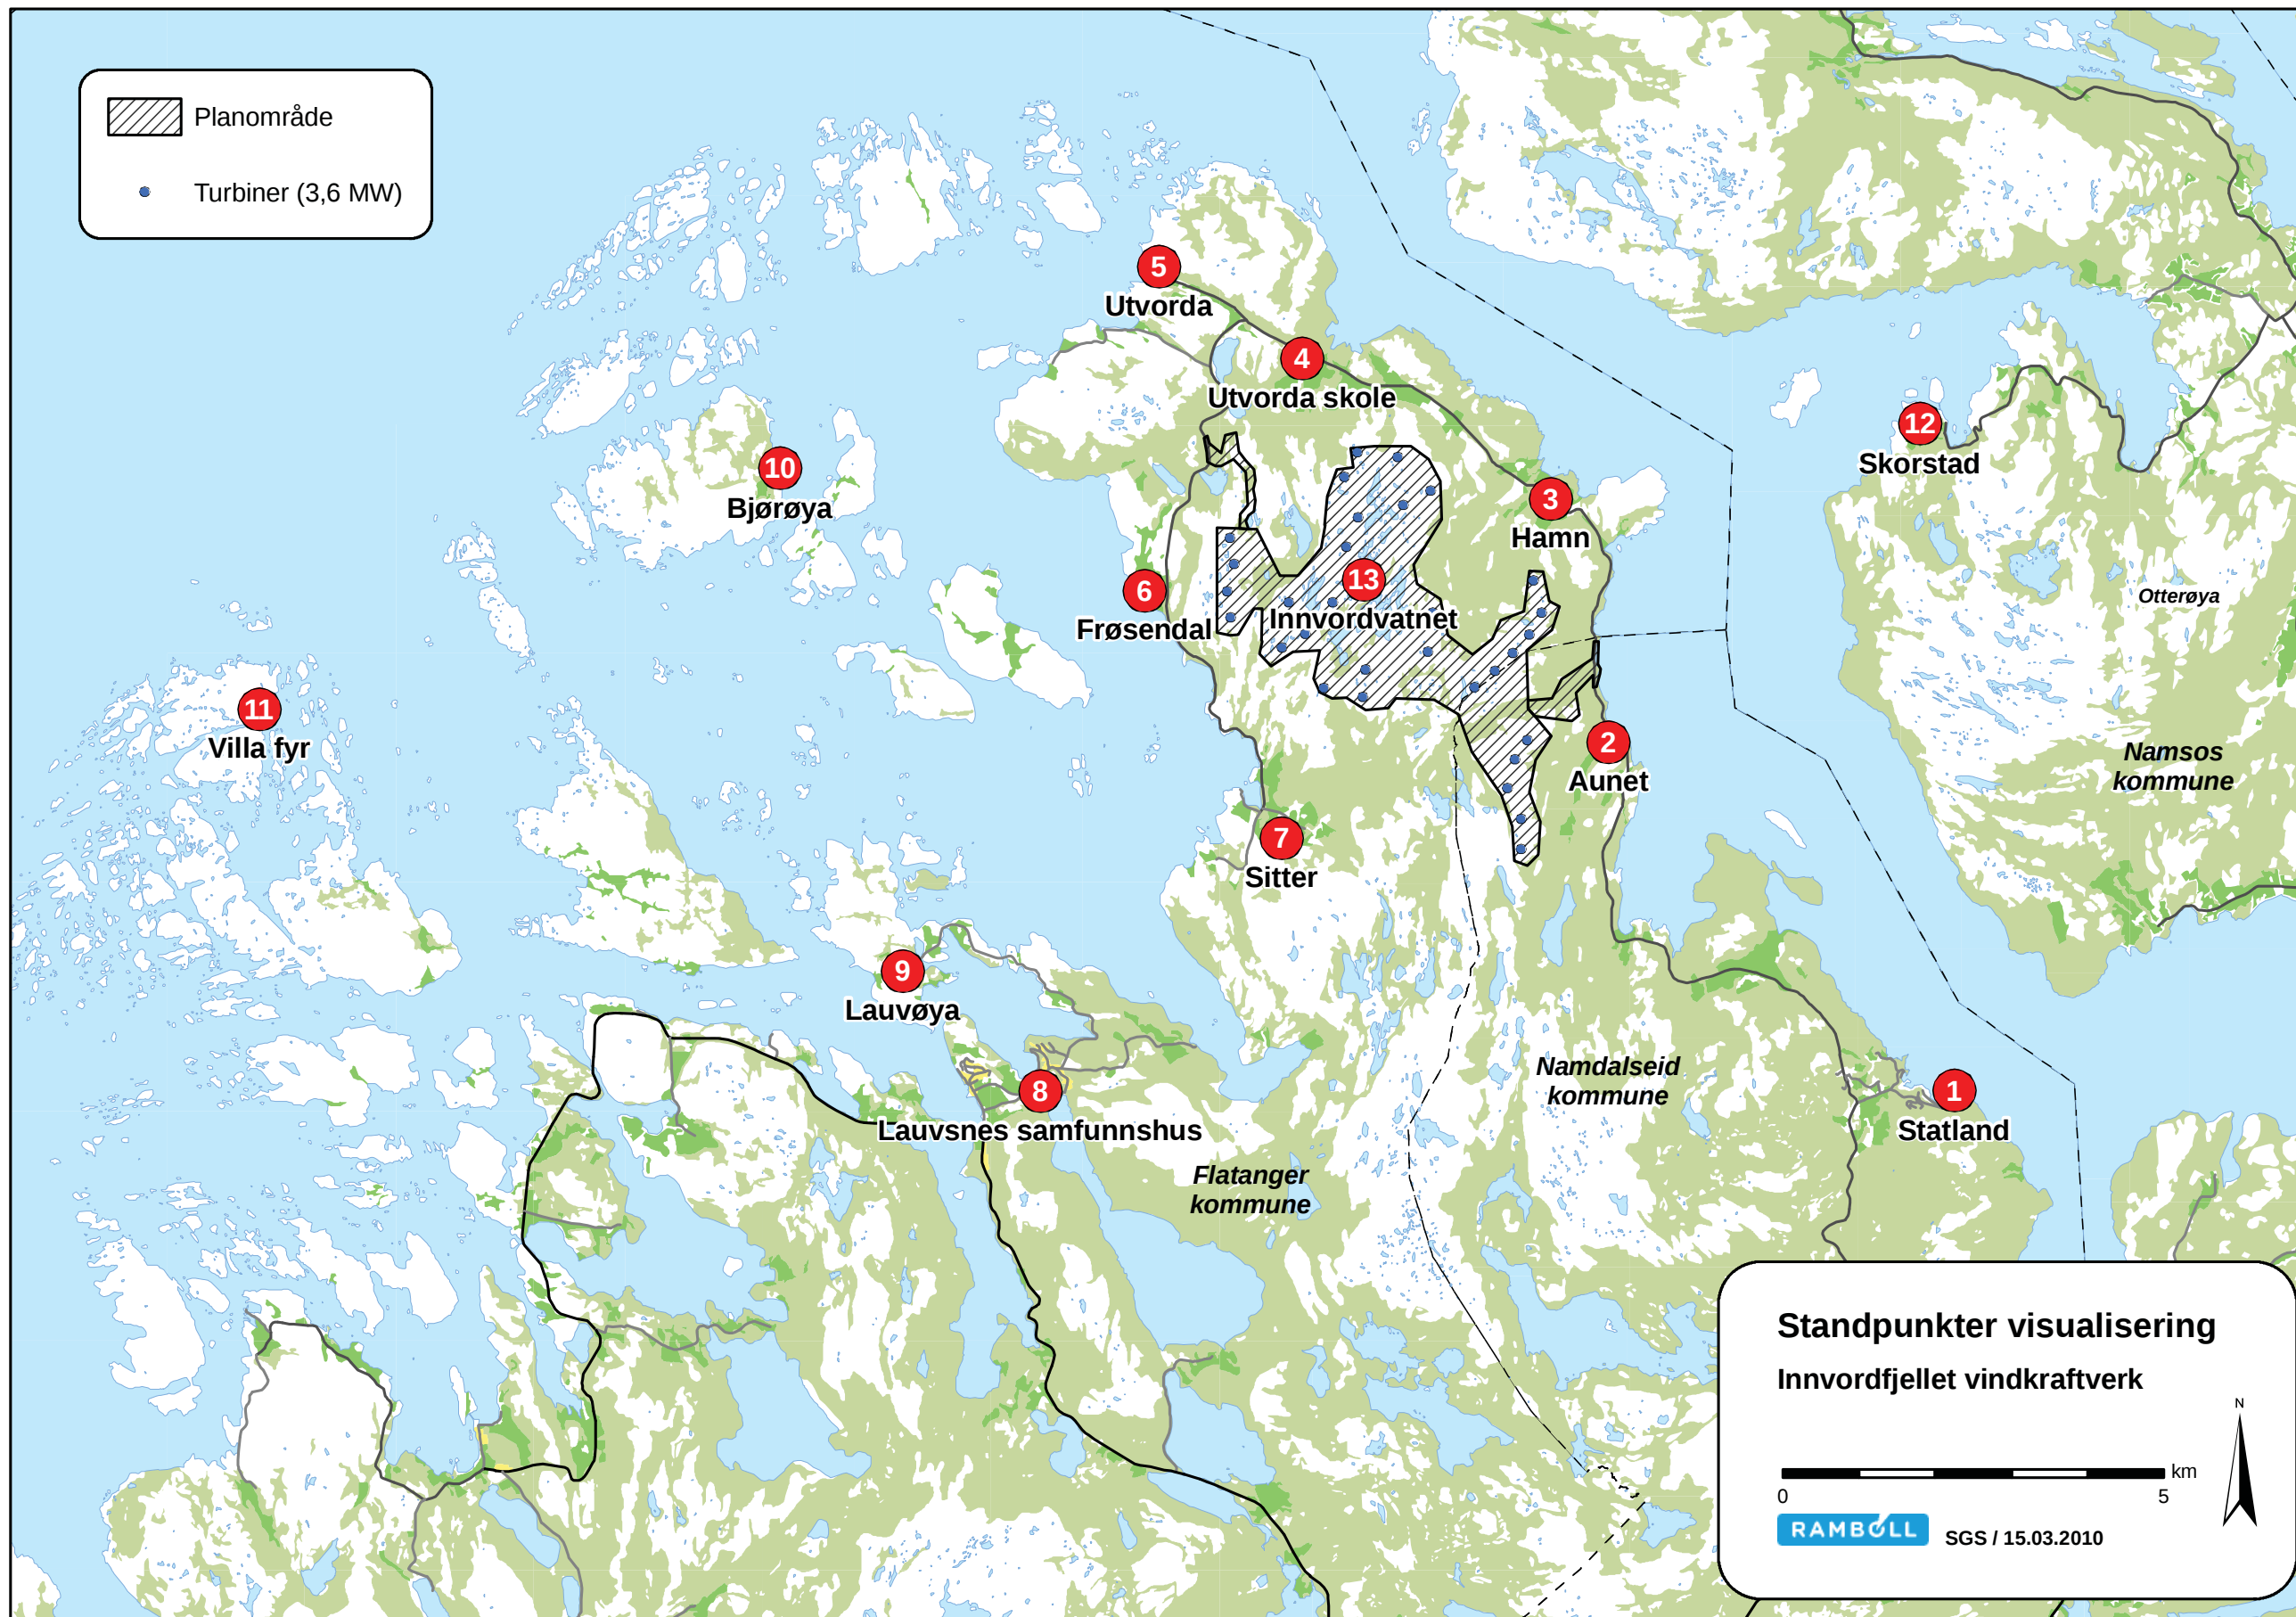 Planområde
Turbiner (3,6 MW)
5
Utvorda
4
Utvorda skole
12
Skorstad
10
Bjørøya
3
Hamn
13
Innvordvatnet
6
Frøsendal
Otterøya
11
Villa fyr
2
Aunet
Namsos
kommune
7
Sitter
9
Lauvøya
8
Lauvsnes samfunnshus
Namdalseid
kommune
1
Statland
Flatanger
kommune
Standpunkter visualisering
Innvordfjellet vindkraftverk
N
km
0 5
RAMBOLL
SGS / 15.03.2010